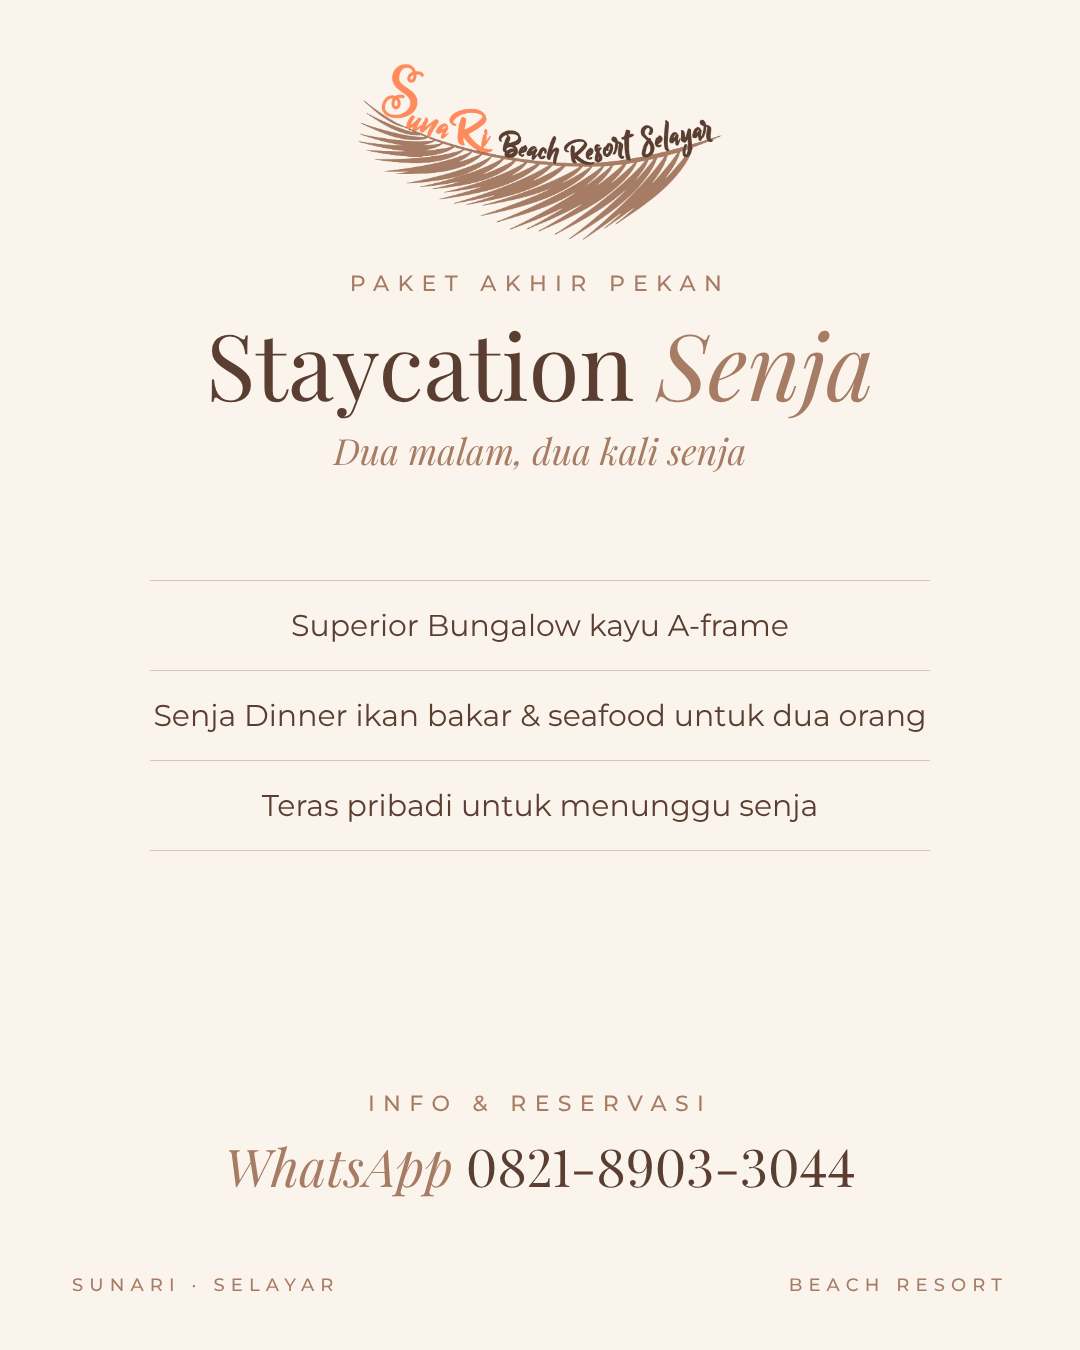 SunaRi Beach Resort Selayar
PAKET AKHIR PEKAN
Staycation Senja
Dua malam, dua kali senja
Superior Bungalow kayu A-frame
Senja Dinner ikan bakar & seafood untuk dua orang
Teras pribadi untuk menunggu senja
INFO & RESERVASI
WhatsApp 0821-8903-3044
SUNARI · SELAYAR
BEACH RESORT